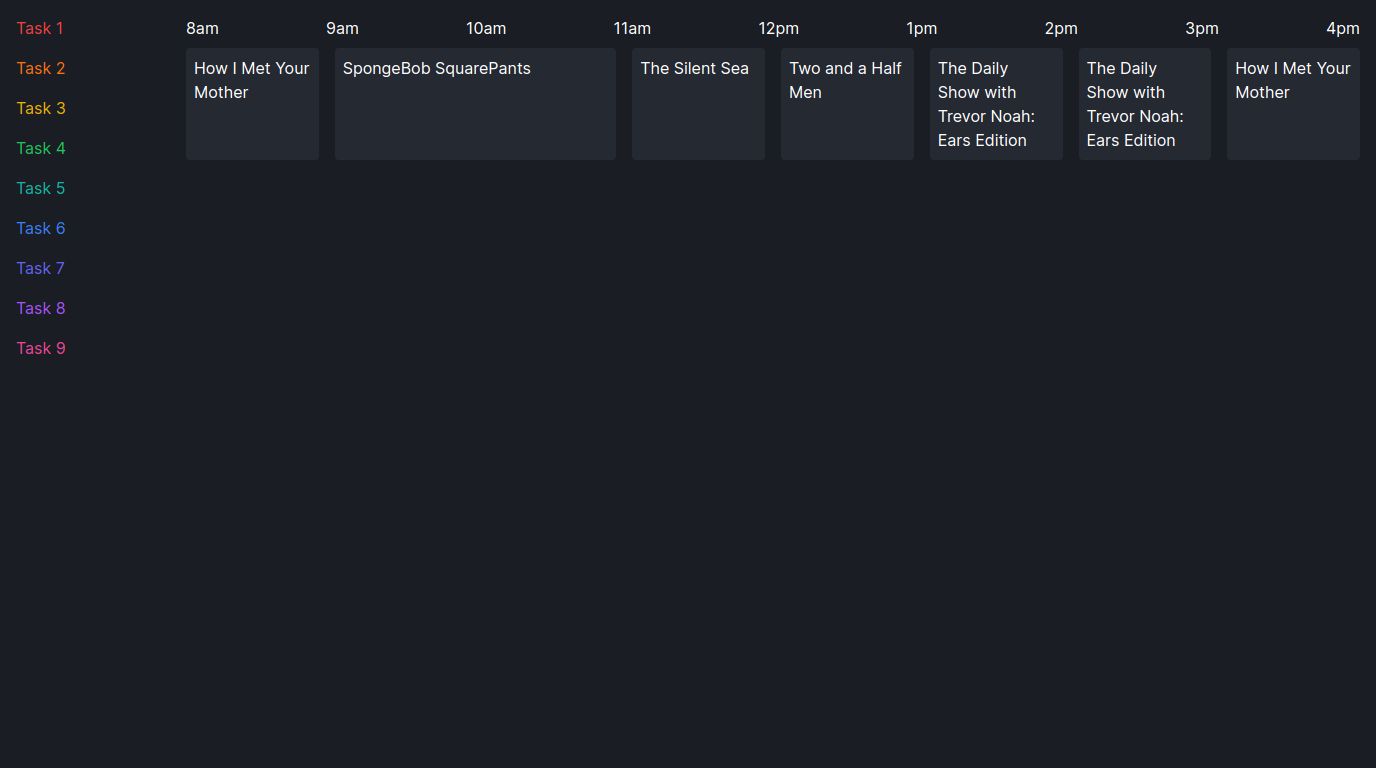 Task 1
Task 2
Task 3
Task 4
Task 5
Task 6
Task 7
Task 8
Task 9
8am 9am 10am 11am 12pm 1pm 2pm 3pm 4pm
How I Met Your
Mother
SpongeBob SquarePants
The Silent Sea
Two and a Half
Men
The Daily
Show with
Trevor Noah:
Ears Edition
The Daily
Show with
Trevor Noah:
Ears Edition
How I Met Your
Mother